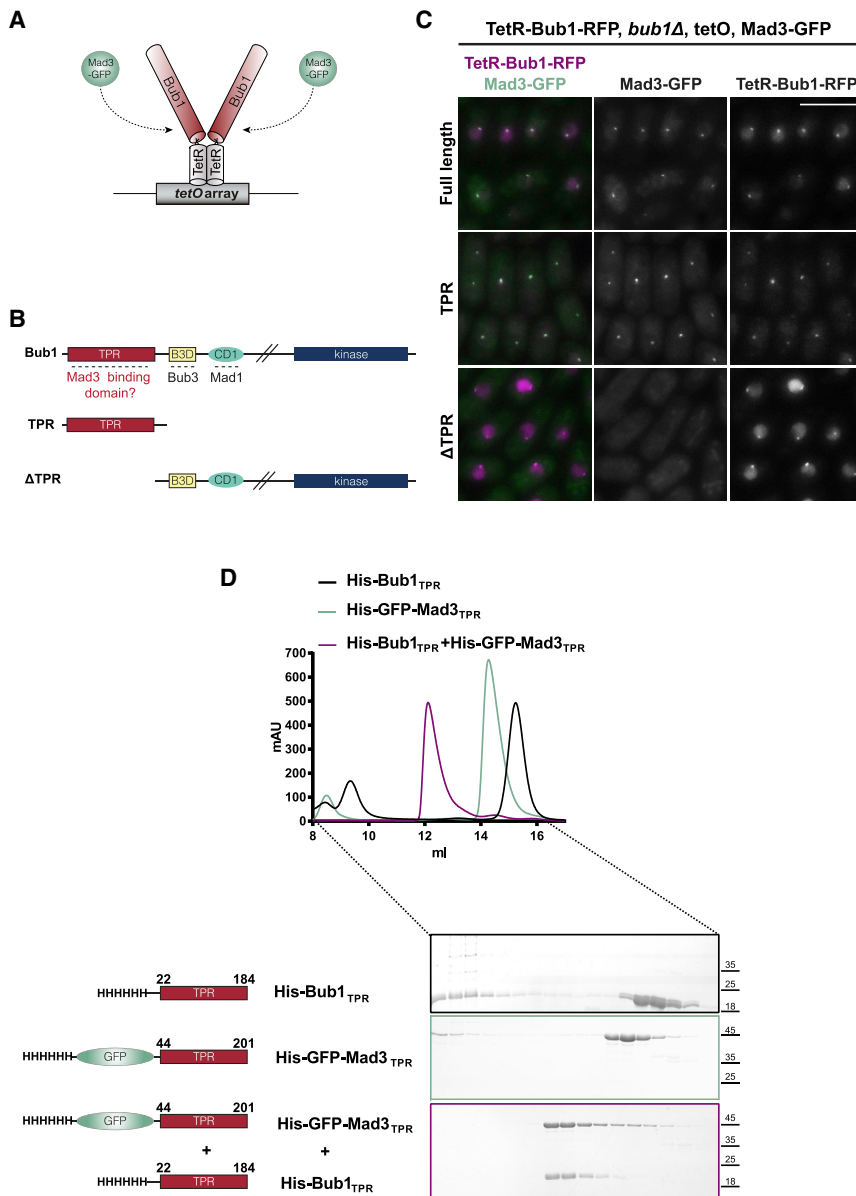 A
Mad3
-GFP
Mad3
-GFP
Bub1
Bub1
TetR
TetR
tetO array
B
Bub1
TPR
B3D
CD1
kinase
Mad3 binding
domain?
Bub3
Mad1
TPR
TPR
ΔTPR
B3D
CD1
kinase
C
TetR-Bub1-RFP, bub1Δ, tetO, Mad3-GFP
TetR-Bub1-RFP
Mad3-GFP
Mad3-GFP
TetR-Bub1-RFP
Full length
TPR
ΔTPR
D
His-Bub1TPR
His-GFP-Mad3TPR
His-Bub1TPR+His-GFP-Mad3TPR
mAU
700
600
500
400
300
200
100
0
8
10
12
14
16
ml
22
184
HHHHHH
TPR
His-Bub1TPR
35
25
18
44
201
HHHHHH
GFP
TPR
His-GFP-Mad3TPR
45
35
25
44
201
HHHHHH
GFP
TPR
His-GFP-Mad3TPR
+
+
22
184
HHHHHH
TPR
His-Bub1TPR
45
35
25
18